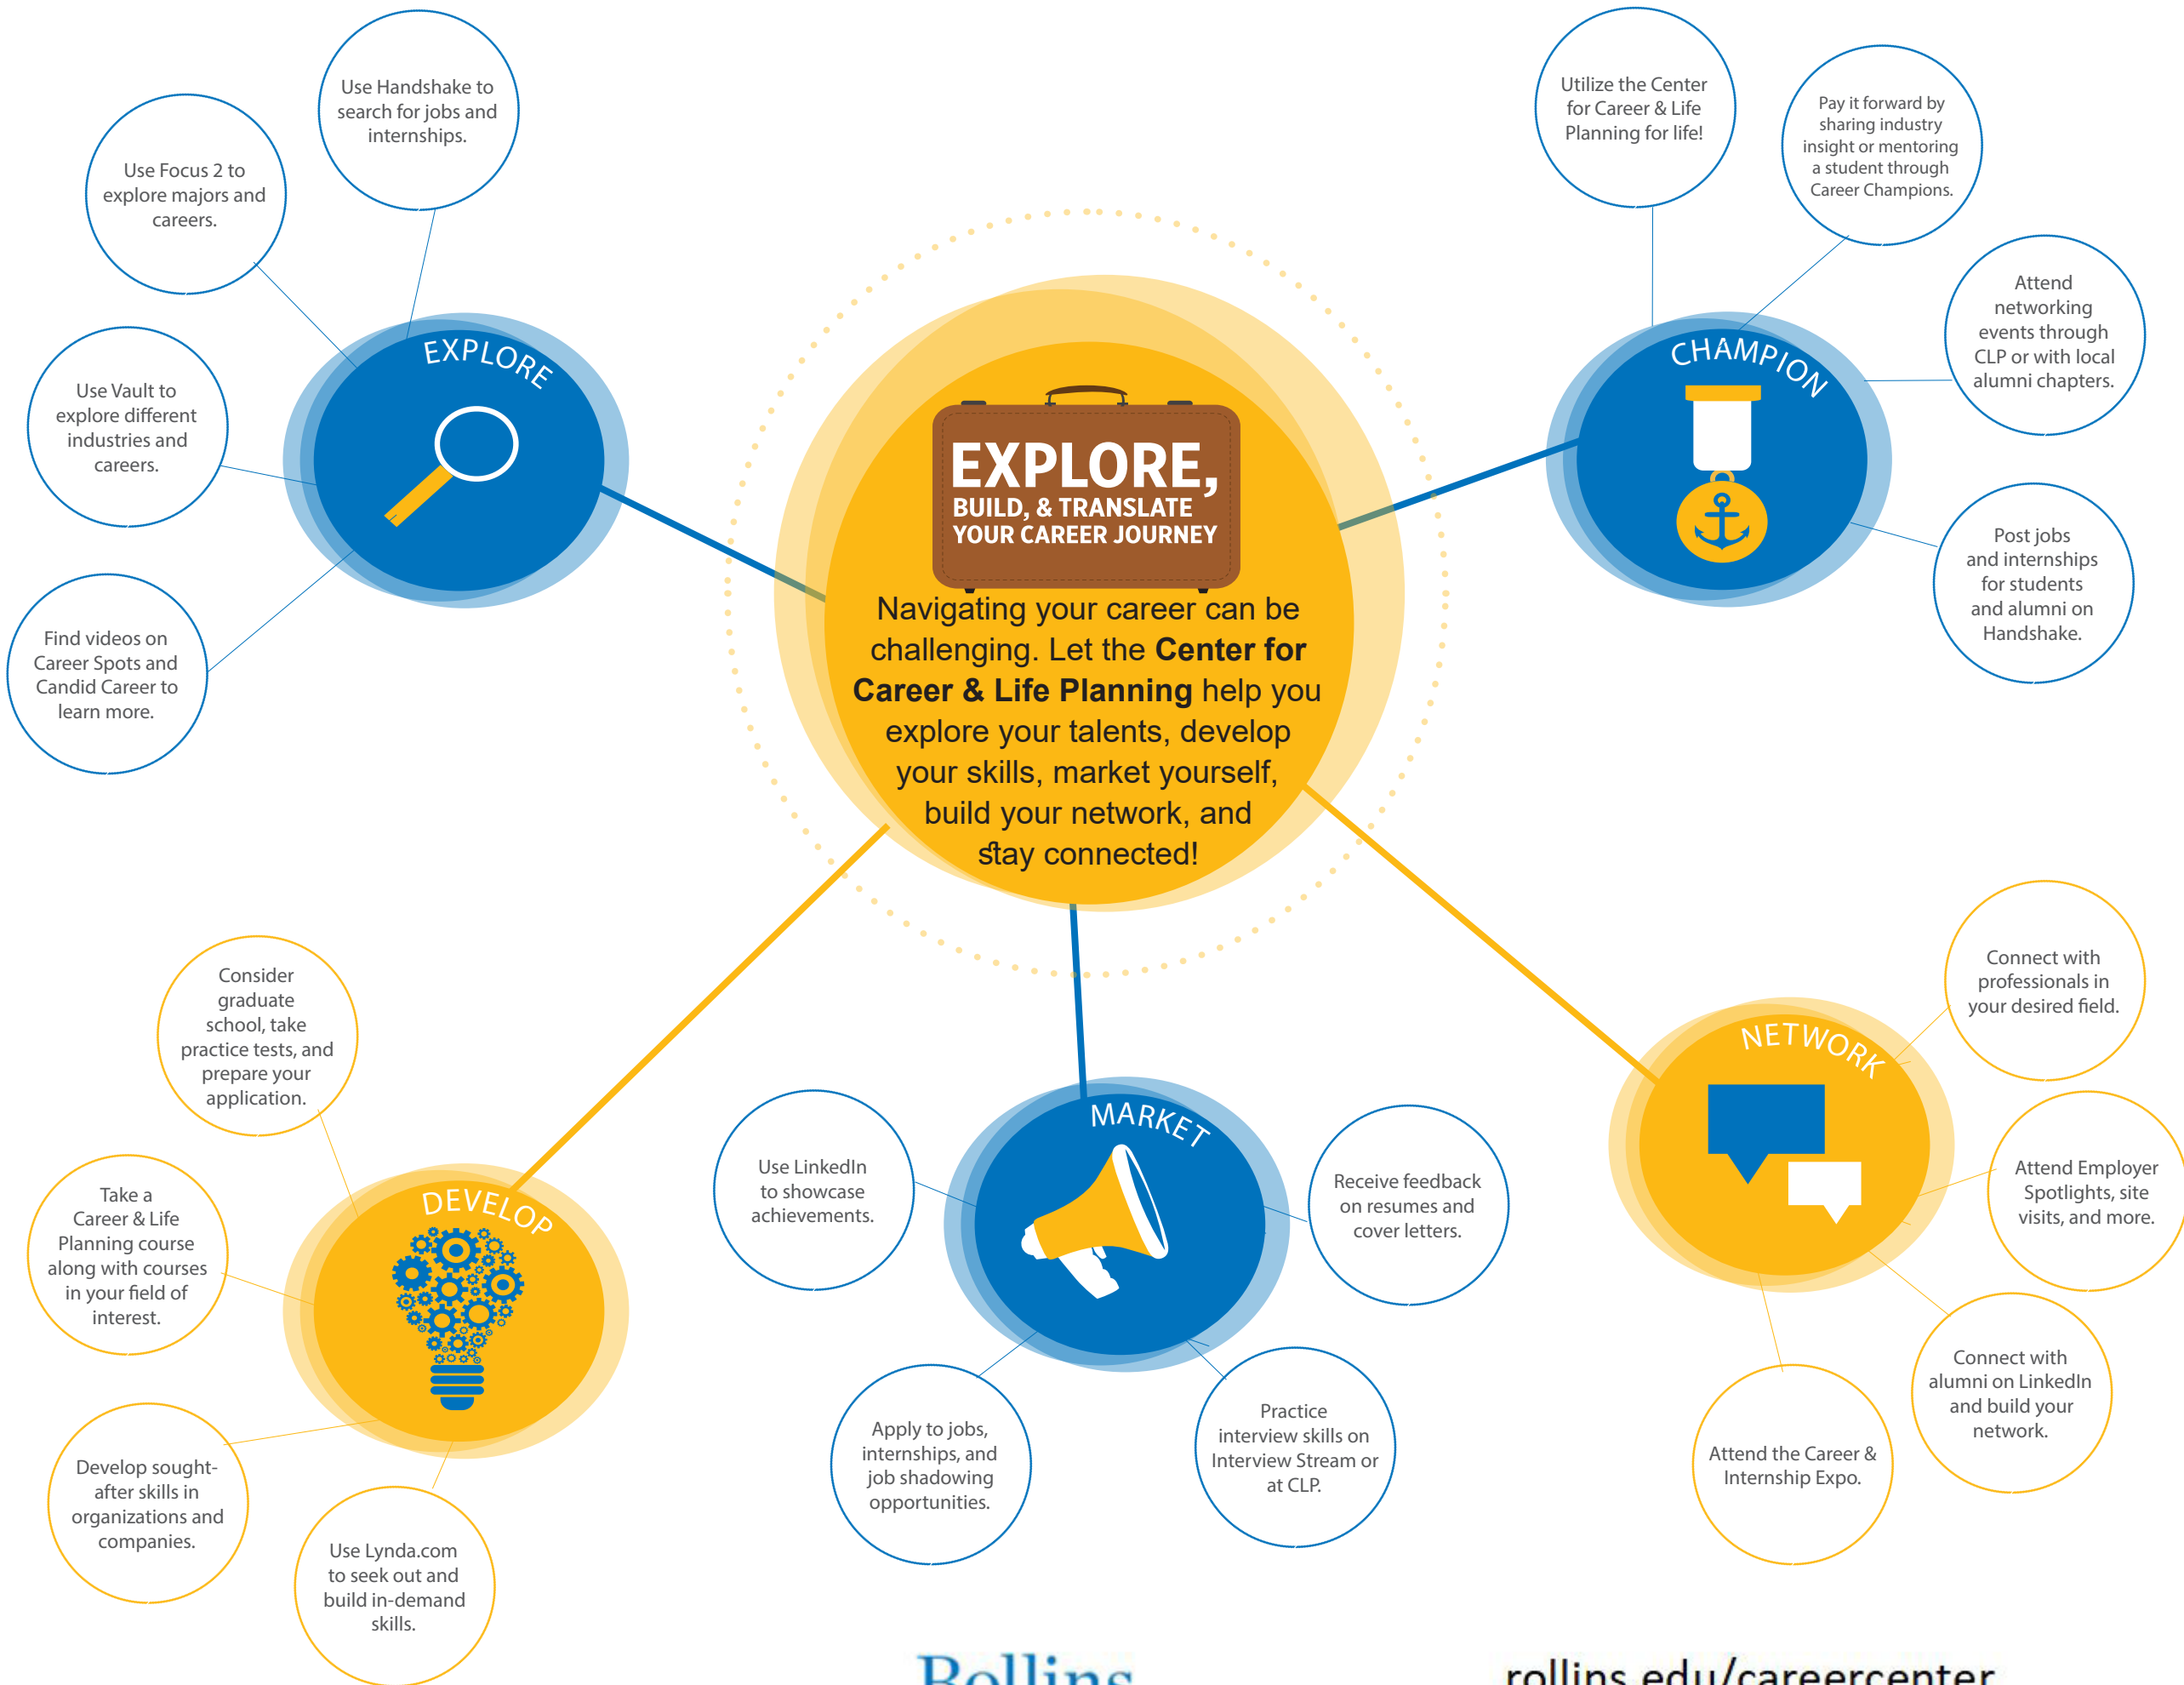 Use Handshake to
search for jobs and
internships.
Use Focus 2 to
explore majors and
careers.
Use Vault to
explore different
industries and
careers.
Find videos on
Career Spots and
Candid Career to
learn more.
EXPLORE
EXPLORE,
BUILD, & TRANSLATE
YOUR CAREER JOURNEY
Navigating your career can be
challenging. Let the Center for
Career & Life Planning help you
explore your talents, develop
your skills, market yourself,
build your network, and
stay connected!
Utilize the Center
for Career & Life
Planning for life!
Pay it forward by
sharing industry
insight or mentoring
a student through
Career Champions.
Attend
networking
events through
CLP or with local
alumni chapters.
Post jobs
and internships
for students
and alumni on
Handshake.
CHAMPION
Consider
graduate
school, take
practice tests, and
prepare your
application.
Take a
Career & Life
Planning course
along with courses
in your field of
interest.
Develop sought-
after skills in
organizations and
companies.
Use Lynda.com
to seek out and
build in-demand
skills.
DEVELOP
MARKET
Use LinkedIn
to showcase
achievements.
Receive feedback
on resumes and
cover letters.
Apply to jobs,
internships, and
job shadowing
opportunities.
Practice
interview skills on
Interview Stream or
at CLP.
NETWORK
Connect with
professionals in
your desired field.
Attend Employer
Spotlights, site
visits, and more.
Connect with
alumni on LinkedIn
and build your
network.
Attend the Career &
Internship Expo.
Rollins
rollins.edu/careercenter